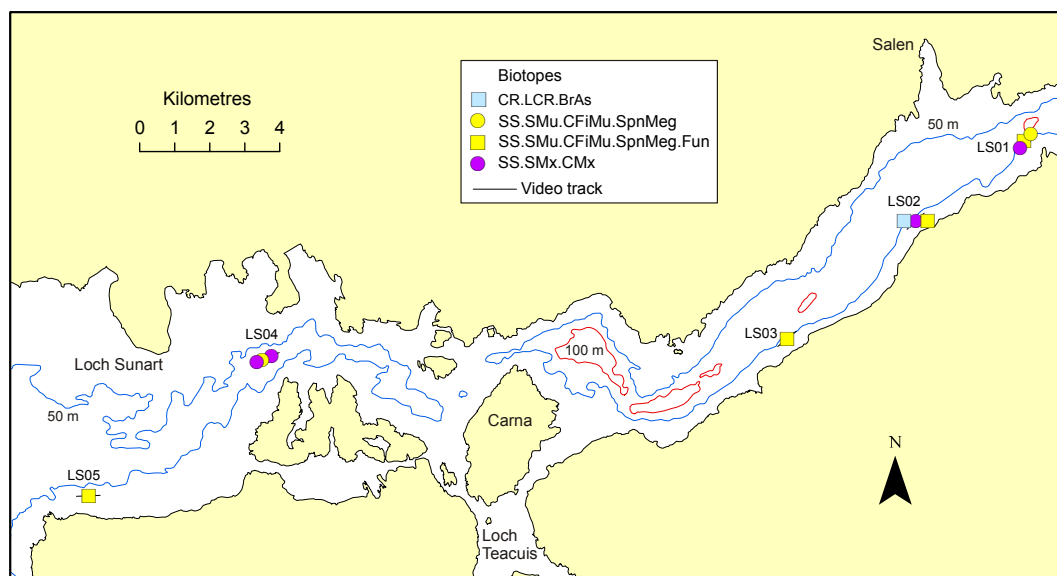 Salen
Kilometres
0 1 2 3 4
Biotopes
CR.LCR.BrAs
SS.SMu.CFiMu.SpnMeg
SS.SMu.CFiMu.SpnMeg.Fun
SS.SMx.CMx
Video track
50 m
LS01
LS02
LS03
LS04
Loch Sunart
100 m
50 m
Carna
N
LS05
Loch
Teacuis